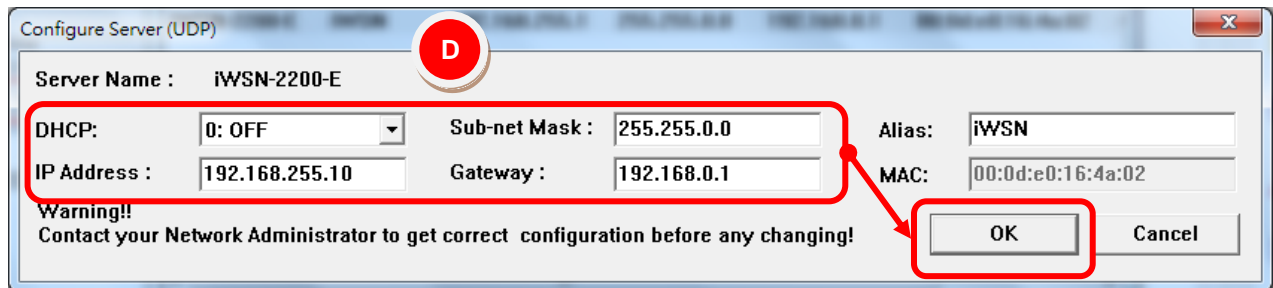 Configure Server (UDP)
D
Server Name : iWSN-2200-E
DHCP: 0: OFF Sub-net Mask : 255.255.0.0 Alias: iWSN
IP Address : 192.168.255.10 Gateway : 192.168.0.1 MAC: 00:0d:e0:16:4a:02
Warning!!
Contact your Network Administrator to get correct configuration before any changing!
OK Cancel